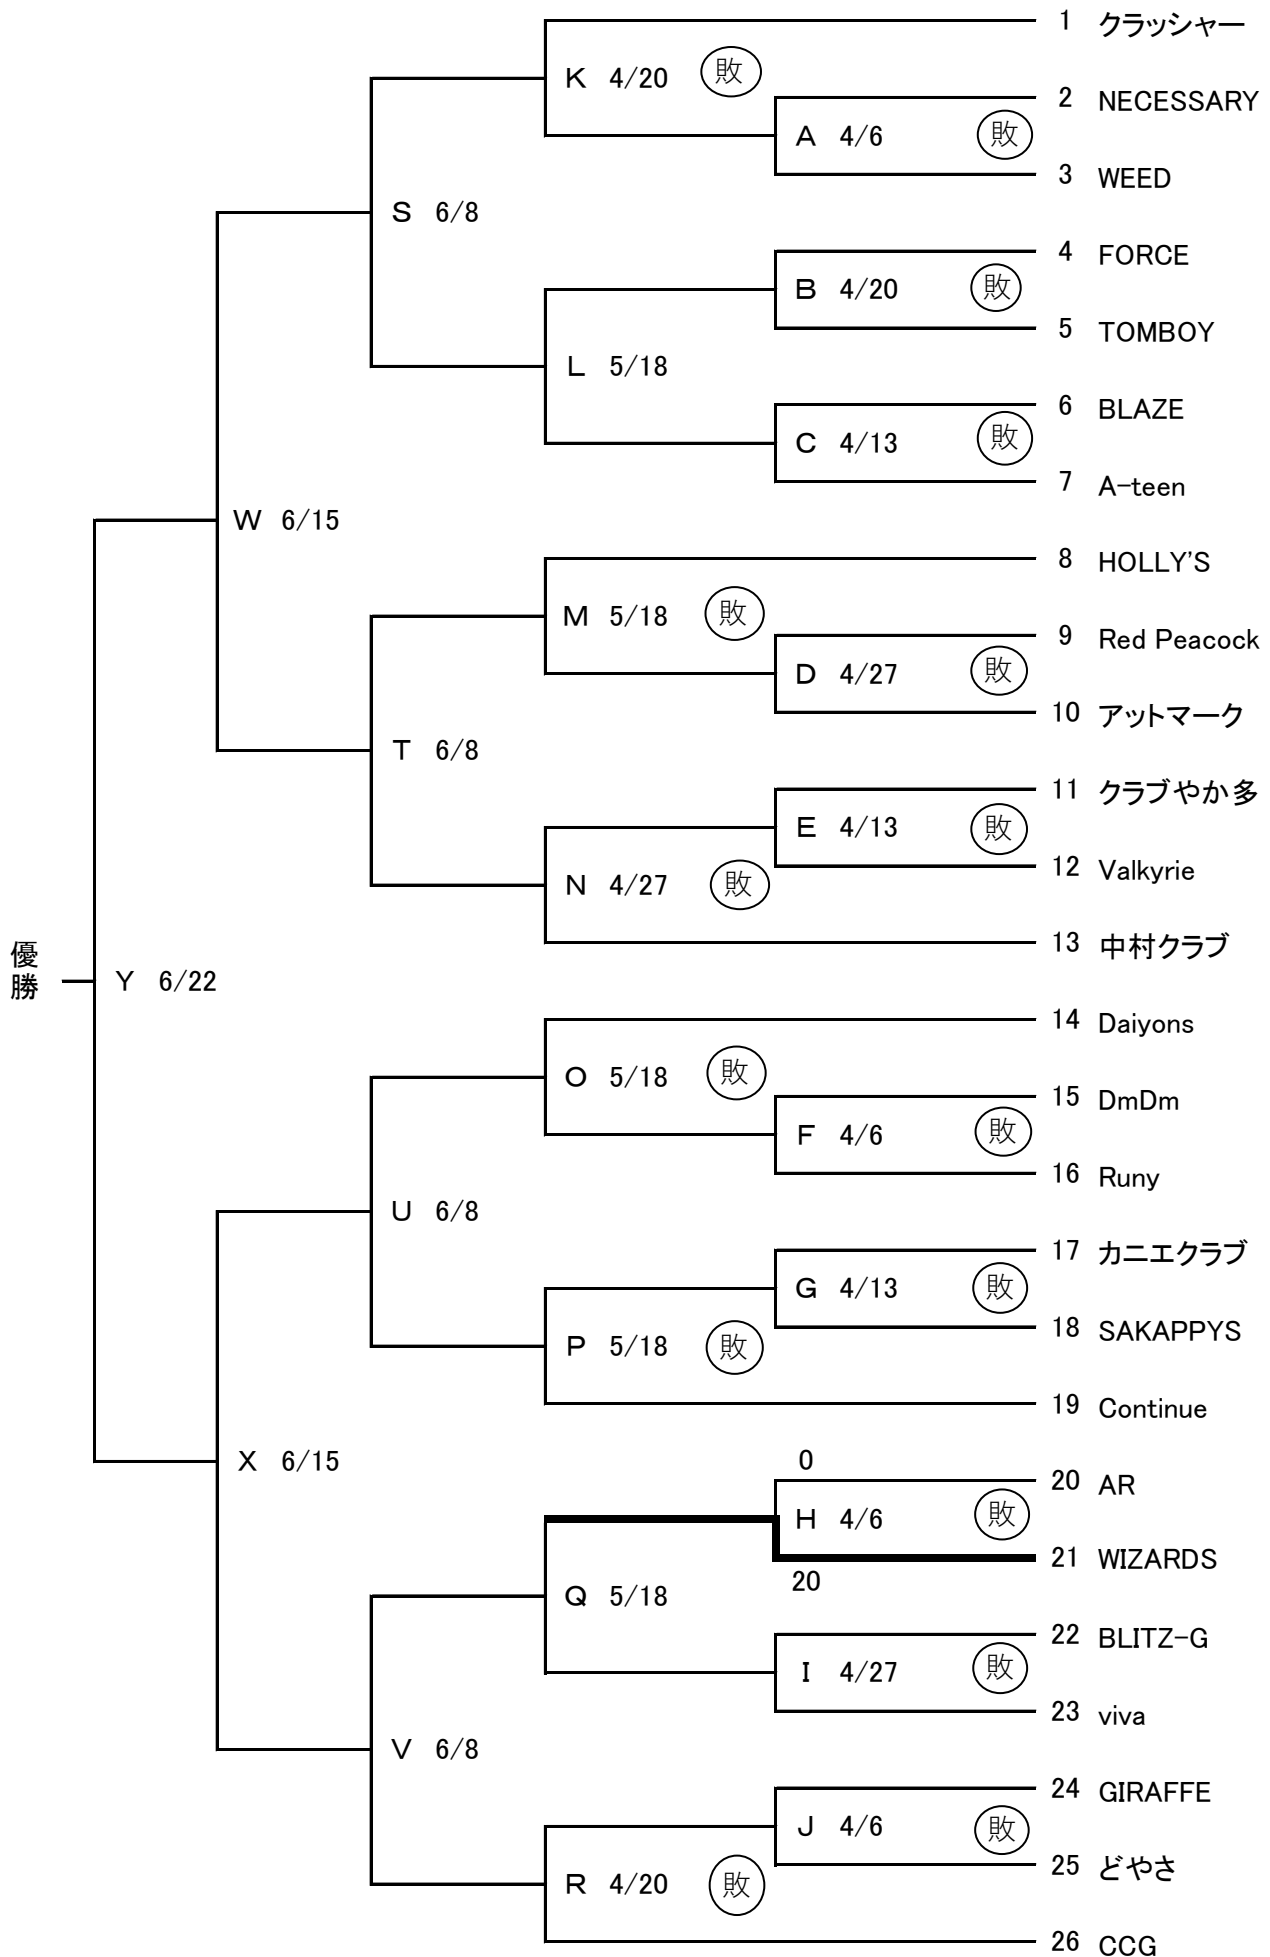 1 クラッシャー
K 4/20 敗
2 NECESSARY
A 4/6 敗
3 WEED
S 6/8
4 FORCE
B 4/20 敗
5 TOMBOY
L 5/18
6 BLAZE
C 4/13 敗
7 A-teen
W 6/15
8 HOLLY'S
M 5/18 敗
9 Red Peacock
D 4/27 敗
10 アットマーク
T 6/8
11 クラブやか多
E 4/13 敗
12 Valkyrie
N 4/27 敗
13 中村クラブ
優勝
Y 6/22
14 Daiyons
O 5/18 敗
15 DmDm
F 4/6 敗
16 Runy
U 6/8
17 カニエクラブ
G 4/13 敗
18 SAKAPPYS
P 5/18 敗
19 Continue
X 6/15
0
20 AR
H 4/6 敗
21 WIZARDS
20
Q 5/18
22 BLITZ-G
I 4/27 敗
23 viva
V 6/8
24 GIRAFFE
J 4/6 敗
25 どやさ
R 4/20 敗
26 CCG